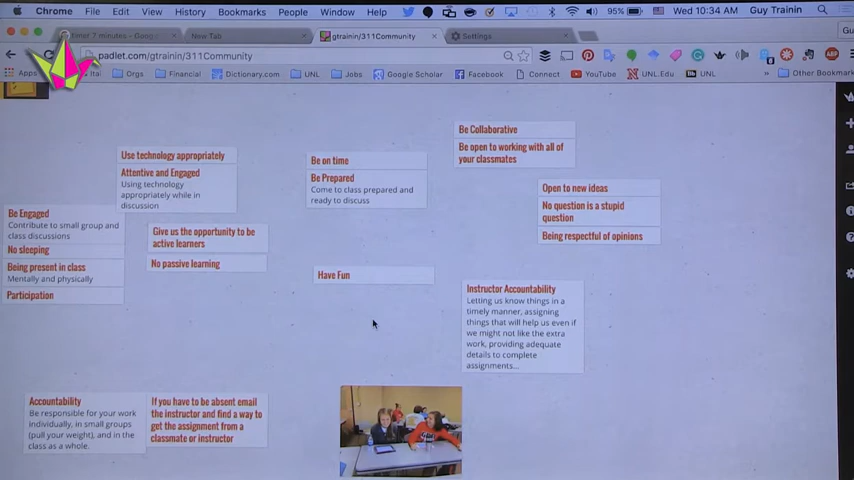 Chrome File Edit View History Bookmarks People Window Help 95% Wed 10:34 AM Guy Trainin
New Tab gtrainin/311Community Settings
padlet.com/gtrainin/311Community
Apps Orgs Financial Dictionary.com UNL Jobs Google Scholar Facebook Connect YouTube UNL.Edu UNL Other Bookmarks
Be Collaborative
Be open to working with all of
your classmates
Use technology appropriately
Attentive and Engaged
Using technology
appropriately while in
discussion
Be on time
Be Prepared
Come to class prepared and
ready to discuss
Open to new ideas
No question is a stupid
question
Being respectful of opinions
Be Engaged
Contribute to small group and
class discussions
No sleeping
Being present in class
Mentally and physically
Participation
Give us the opportunity to be
active learners
No passive learning
Have Fun
Instructor Accountability
Letting us know things in a
timely manner, assigning
things that will help us even if
we might not like the extra
work, providing adequate
details to complete
assignments...
Accountability
Be responsible for your work
individually, in small groups
(pull your weight), and in the
class as a whole.
If you have to be absent email
the instructor and find a way to
get the assignment from a
classmate or instructor